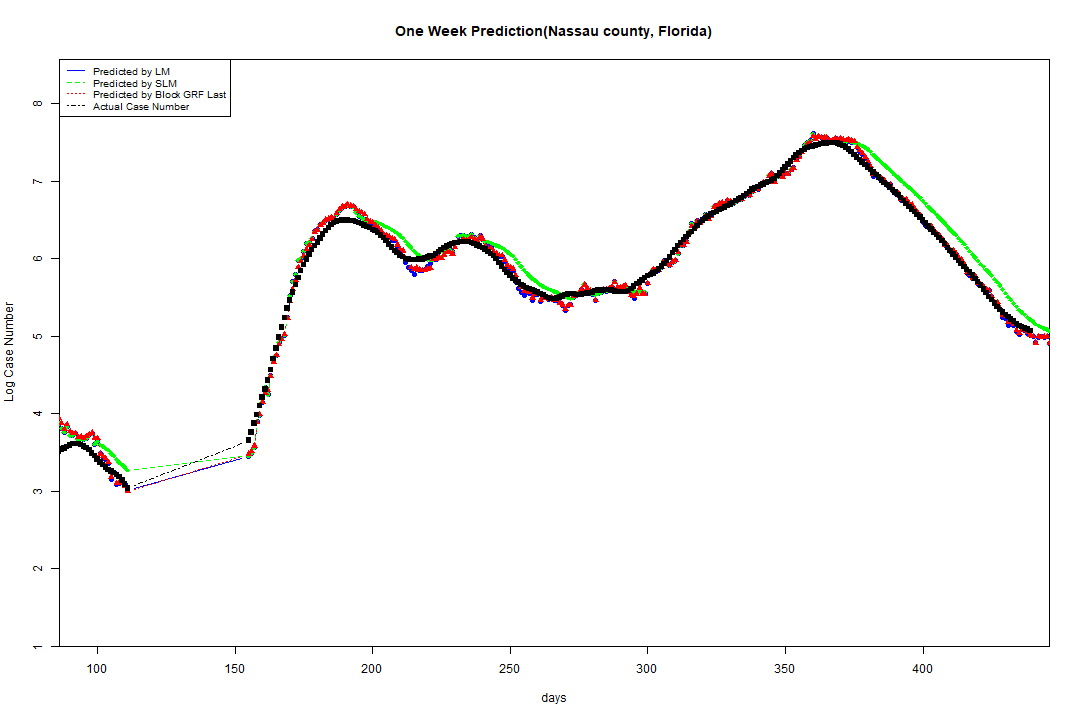 One Week Prediction(Nassau county, Florida)
Predicted by LM
Predicted by SLM
Predicted by Block GRF Last
Actual Case Number
8
7
6
5
4
3
2
1
Log Case Number
100 150 200 250 300 350 400
days